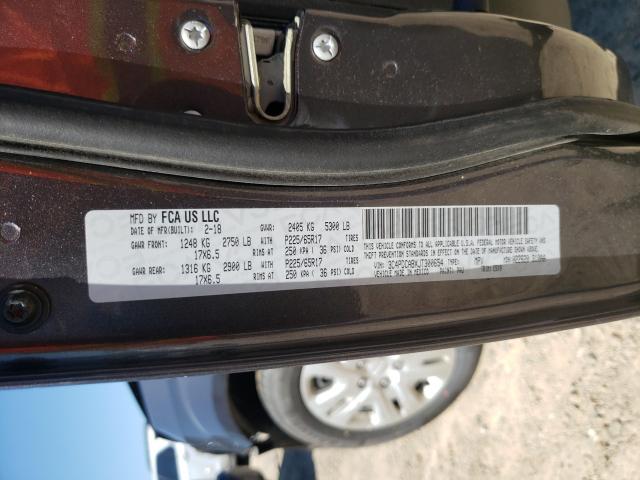 MFD BY FCA US LLC
DATE OF MFR(BUILT): 2-18 GVWR: 2405 KG 5300 LB
GAWR FRONT: 1248 KG 2750 LB WITH P225/65R17 TIRES
17X6.5 RIMS AT 250 KPA ( 36 PSI) COLD
GAWR REAR: 1316 KG 2900 LB WITH P225/65R17 TIRES
17X6.5 RIMS AT 250 KPA ( 36 PSI) COLD
THIS VEHICLE CONFORMS TO ALL APPLICABLE U.S.A. FEDERAL MOTOR VEHICLE SAFETY AND
THEFT PREVENTION STANDARDS IN EFFECT ON THE DATE OF MANUFACTURE SHOWN ABOVE.
VIN: TYPE: MPV
MADE IN MEXICO PAINT: PAU